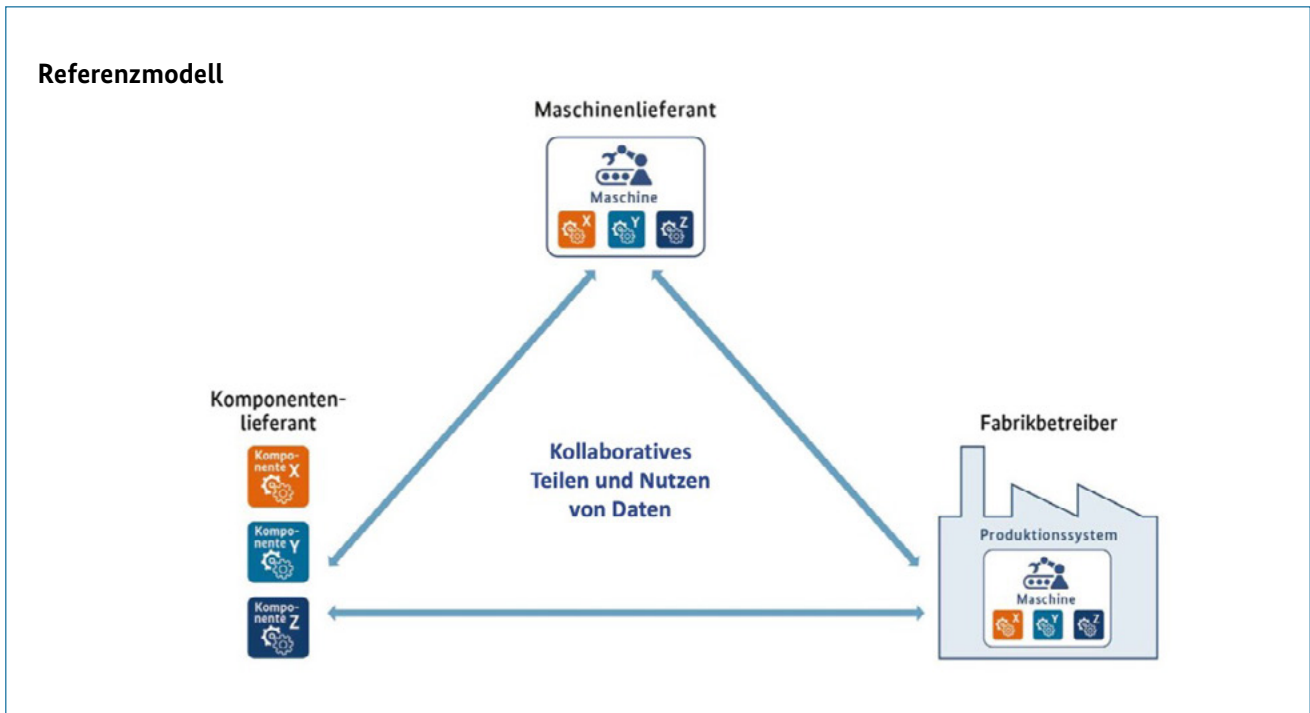 Referenzmodell
Maschinenlieferant
Maschine
X
Y
Z
Komponenten-
lieferant
Kompo-
nente X
Kompo-
nente Y
Kompo-
nente Z
Kollaboratives
Teilen und Nutzen
von Daten
Fabrikbetreiber
Produktionssystem
Maschine
X
Y
Z